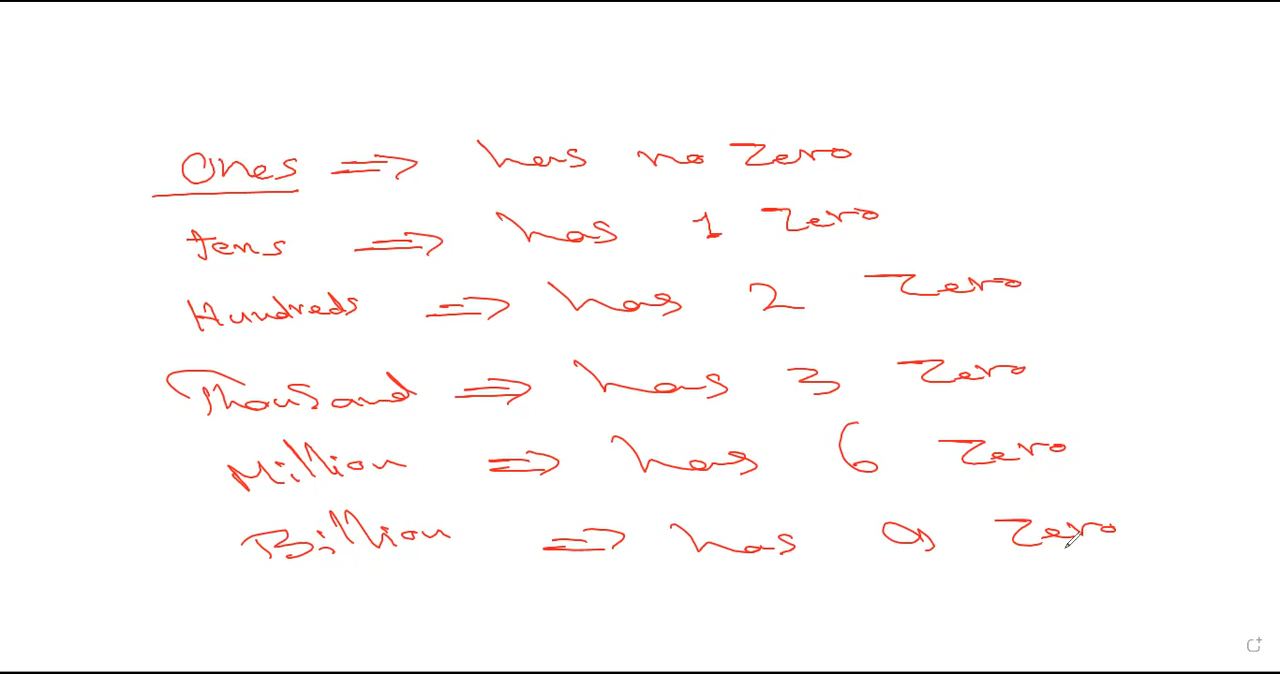 Ones ⇒ has no Zero
tens ⇒ has 1 Zero
Hundreds ⇒ has 2 Zero
Thousand ⇒ has 3 Zero
Million ⇒ has 6 Zero
Billion ⇒ has 9 Zero